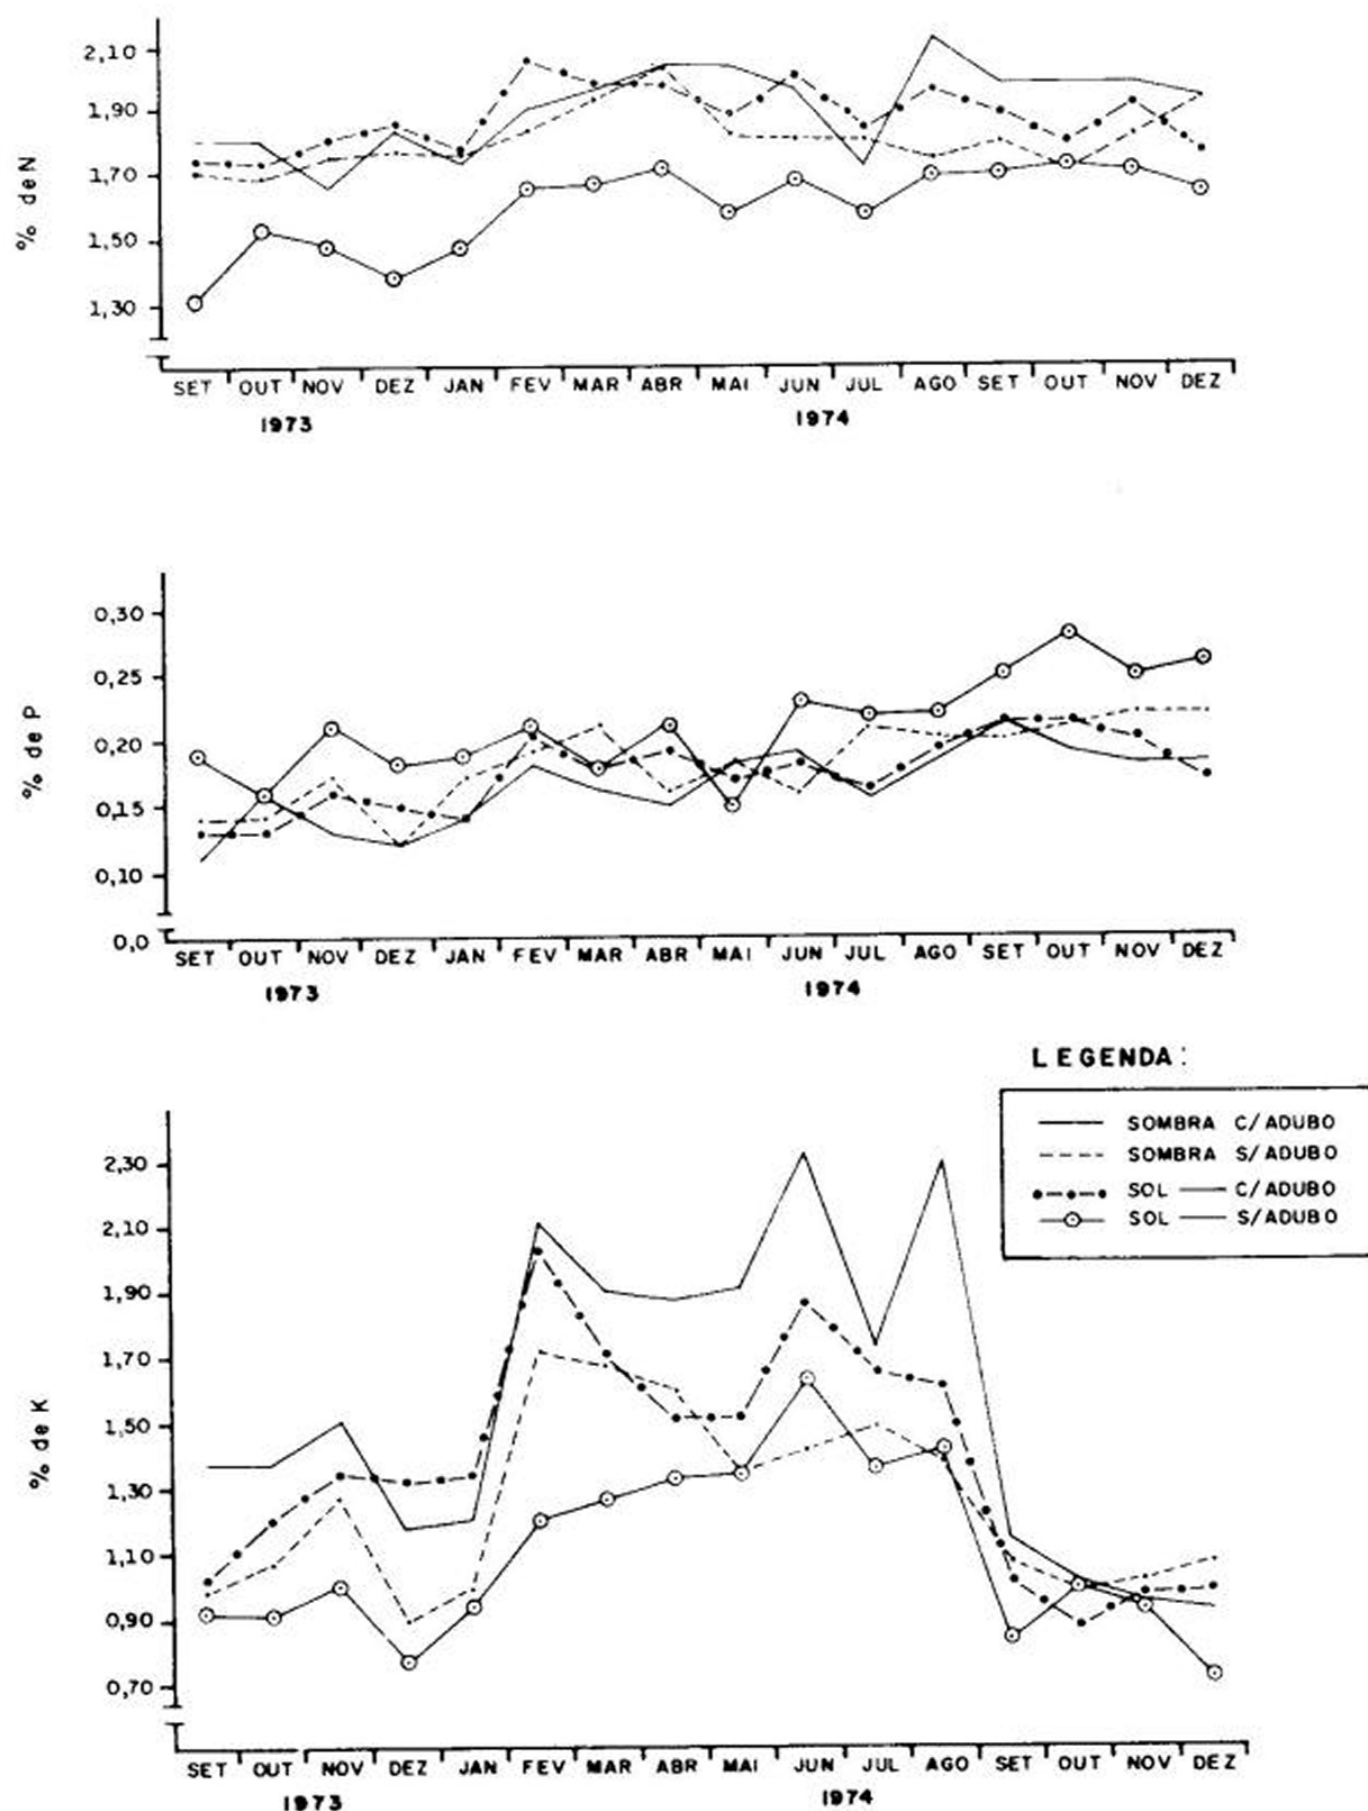 2,10
1,90
1,70
1,50
1,30
% de N
SET OUT NOV DEZ JAN FEV MAR ABR MAI JUN JUL AGO SET OUT NOV DEZ
1973 1974
0,30
0,25
0,20
0,15
0,10
0,0
% de P
SET OUT NOV DEZ JAN FEV MAR ABR MAI JUN JUL AGO SET OUT NOV DEZ
1973 1974
LEGENDA:
SOMBRA C/ADUBO
SOMBRA S/ADUBO
SOL C/ADUBO
SOL S/ADUBO
2,30
2,10
1,90
1,70
1,50
1,30
1,10
0,90
0,70
% de K
SET OUT NOV DEZ JAN FEV MAR ABR MAI JUN JUL AGO SET OUT NOV DEZ
1973 1974